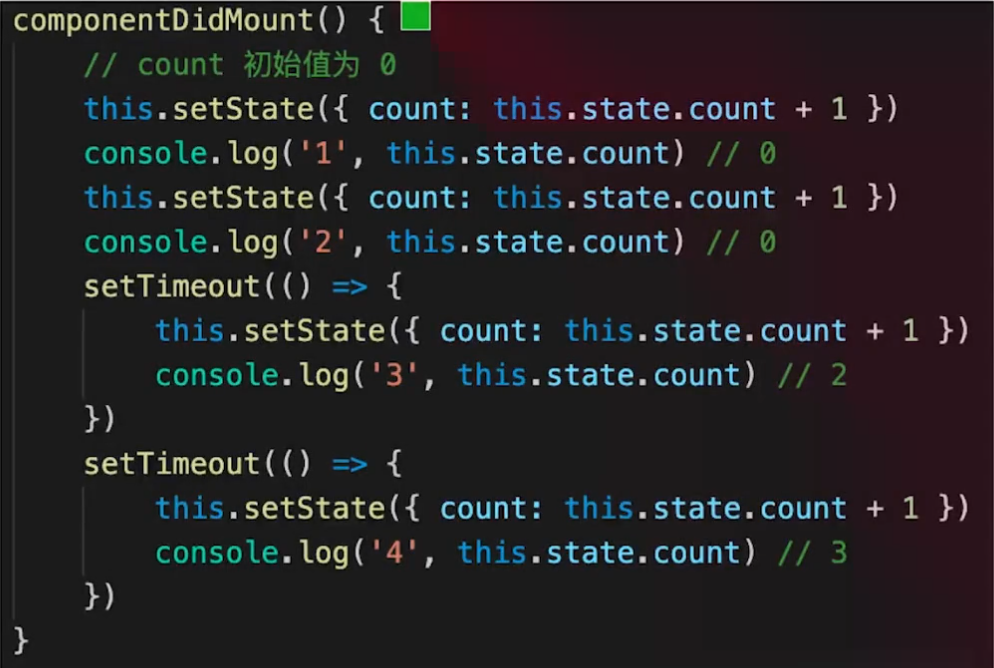 componentDidMount() {
    // count 初始值为 0
    this.setState({ count: this.state.count + 1 })
    console.log('1', this.state.count) // 0
    this.setState({ count: this.state.count + 1 })
    console.log('2', this.state.count) // 0
    setTimeout(() => {
        this.setState({ count: this.state.count + 1 })
        console.log('3', this.state.count) // 2
    })
    setTimeout(() => {
        this.setState({ count: this.state.count + 1 })
        console.log('4', this.state.count) // 3
    })
}